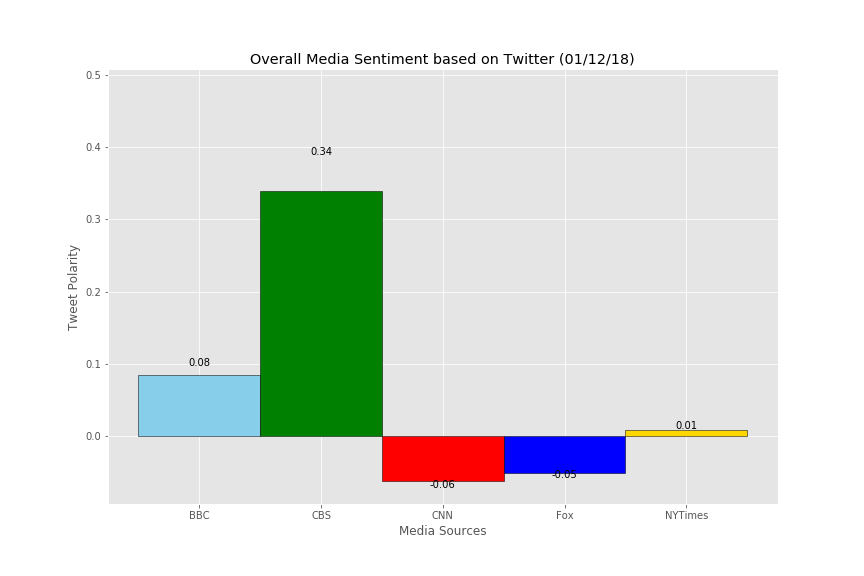 Overall Media Sentiment based on Twitter (01/12/18)
0.5
0.4
0.34
0.3
Tweet Polarity
0.2
0.1
0.08
0.01
0.0
-0.06
-0.05
BBC CBS CNN Fox NYTimes
Media Sources